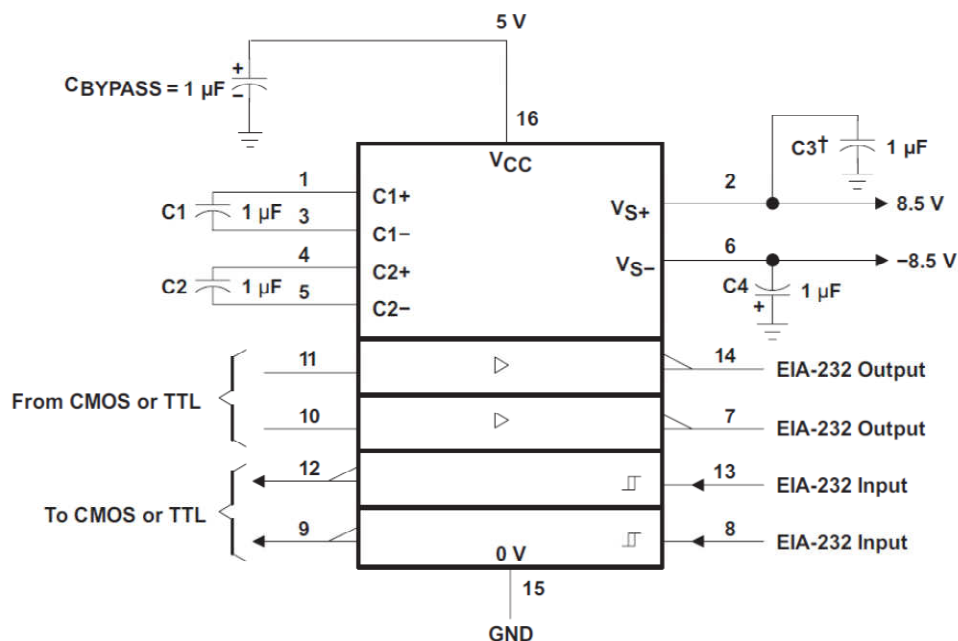 5 V
CBYPASS = 1 µF
+
−
16
VCC
C3†
1 µF
1
C1+
2
C1
1 µF
3
VS+
8.5 V
C1−
4
6
C2+
VS−
−8.5 V
C2
1 µF
5
C2−
C4
+
1 µF
11
14
EIA-232 Output
From CMOS or TTL
10
7
EIA-232 Output
12
13
EIA-232 Input
To CMOS or TTL
9
8
EIA-232 Input
0 V
15
GND